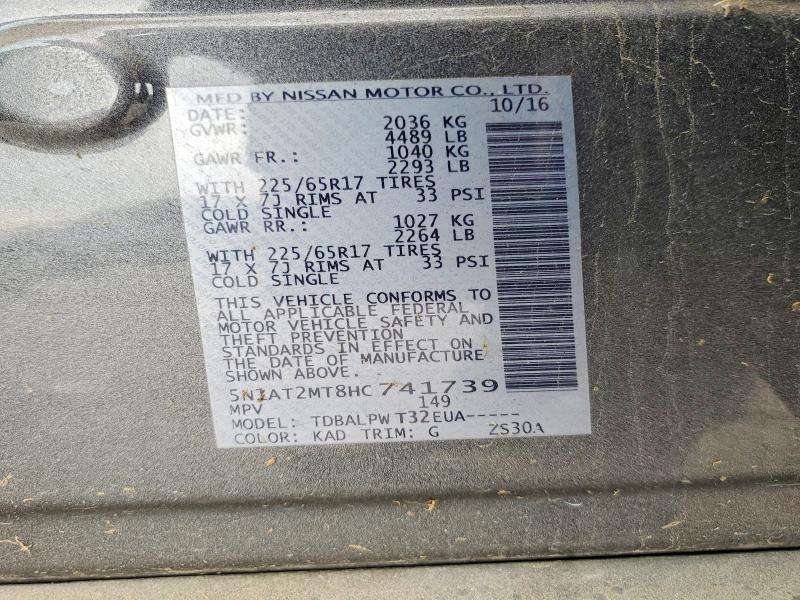 MFD BY NISSAN MOTOR CO., LTD.
DATE: 10/16
GVWR: 2036 KG
4489 LB
GAWR FR.: 1040 KG
2293 LB
WITH 225/65R17 TIRES
17 X 7J RIMS AT 33 PSI
COLD SINGLE
GAWR RR.: 1027 KG
2264 LB
WITH 225/65R17 TIRES
17 X 7J RIMS AT 33 PSI
COLD SINGLE
THIS VEHICLE CONFORMS TO
ALL APPLICABLE FEDERAL
MOTOR VEHICLE SAFETY AND
THEFT PREVENTION
STANDARDS IN EFFECT ON
THE DATE OF MANUFACTURE
SHOWN ABOVE.
5N1AT2MT8HC741739
MPV 149
MODEL: TDBALPWT32EUA-----
COLOR: KAD TRIM: G 2S30A